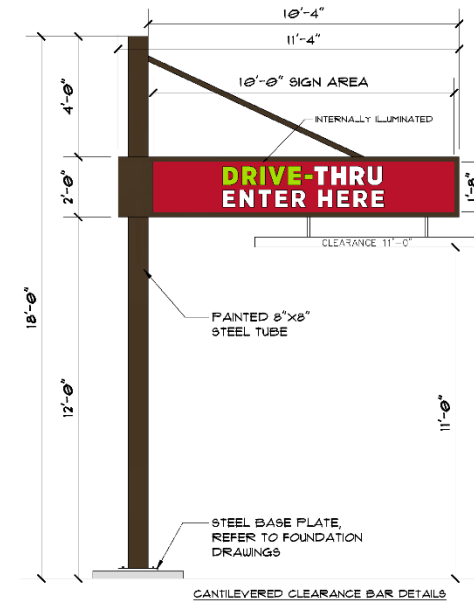 10'-4"
11'-4"
10'-0" SIGN AREA
4'-0"
INTERNALLY ILLUMINATED
DRIVE-THRU
ENTER HERE
2'-0"
1'-8"
CLEARANCE 11'-0"
18'-0"
PAINTED 8"X8"
STEEL TUBE
12'-0"
11'-0"
STEEL BASE PLATE,
REFER TO FOUNDATION
DRAWINGS
CANTILEVERED CLEARANCE BAR DETAILS